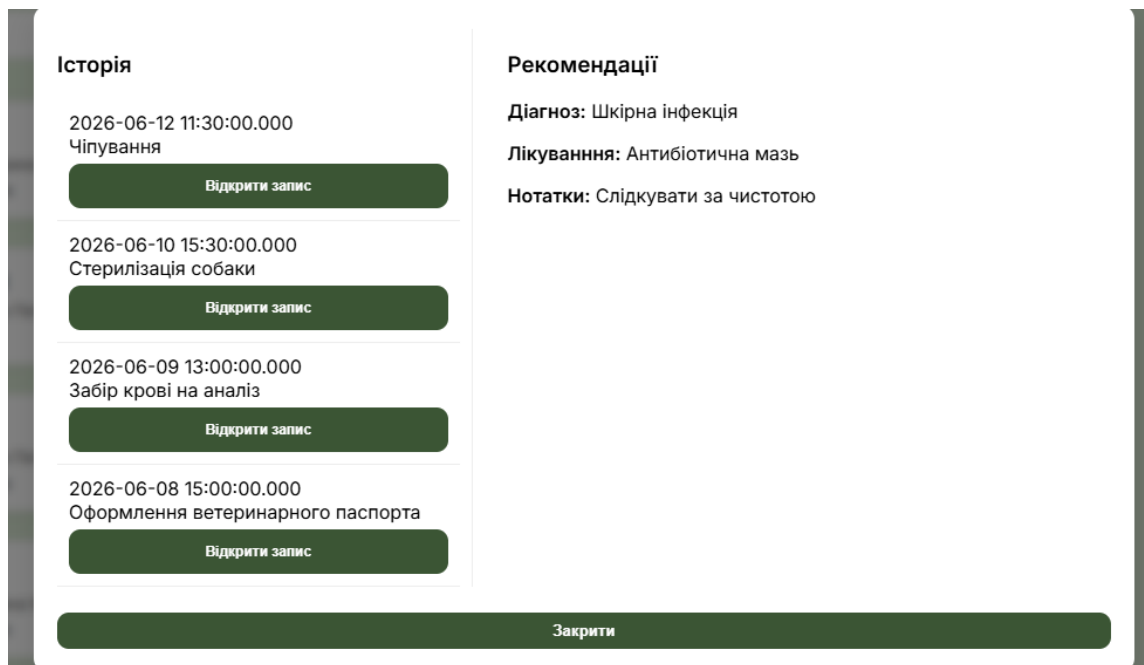 Історія
2026-06-12 11:30:00.000
Чіпування
Відкрити запис
2026-06-10 15:30:00.000
Стерилізація собаки
Відкрити запис
2026-06-09 13:00:00.000
Забір крові на аналіз
Відкрити запис
2026-06-08 15:00:00.000
Оформлення ветеринарного паспорта
Відкрити запис
Рекомендації
Діагноз: Шкірна інфекція
Лікуванння: Антибіотична мазь
Нотатки: Слідкувати за чистотою
Закрити